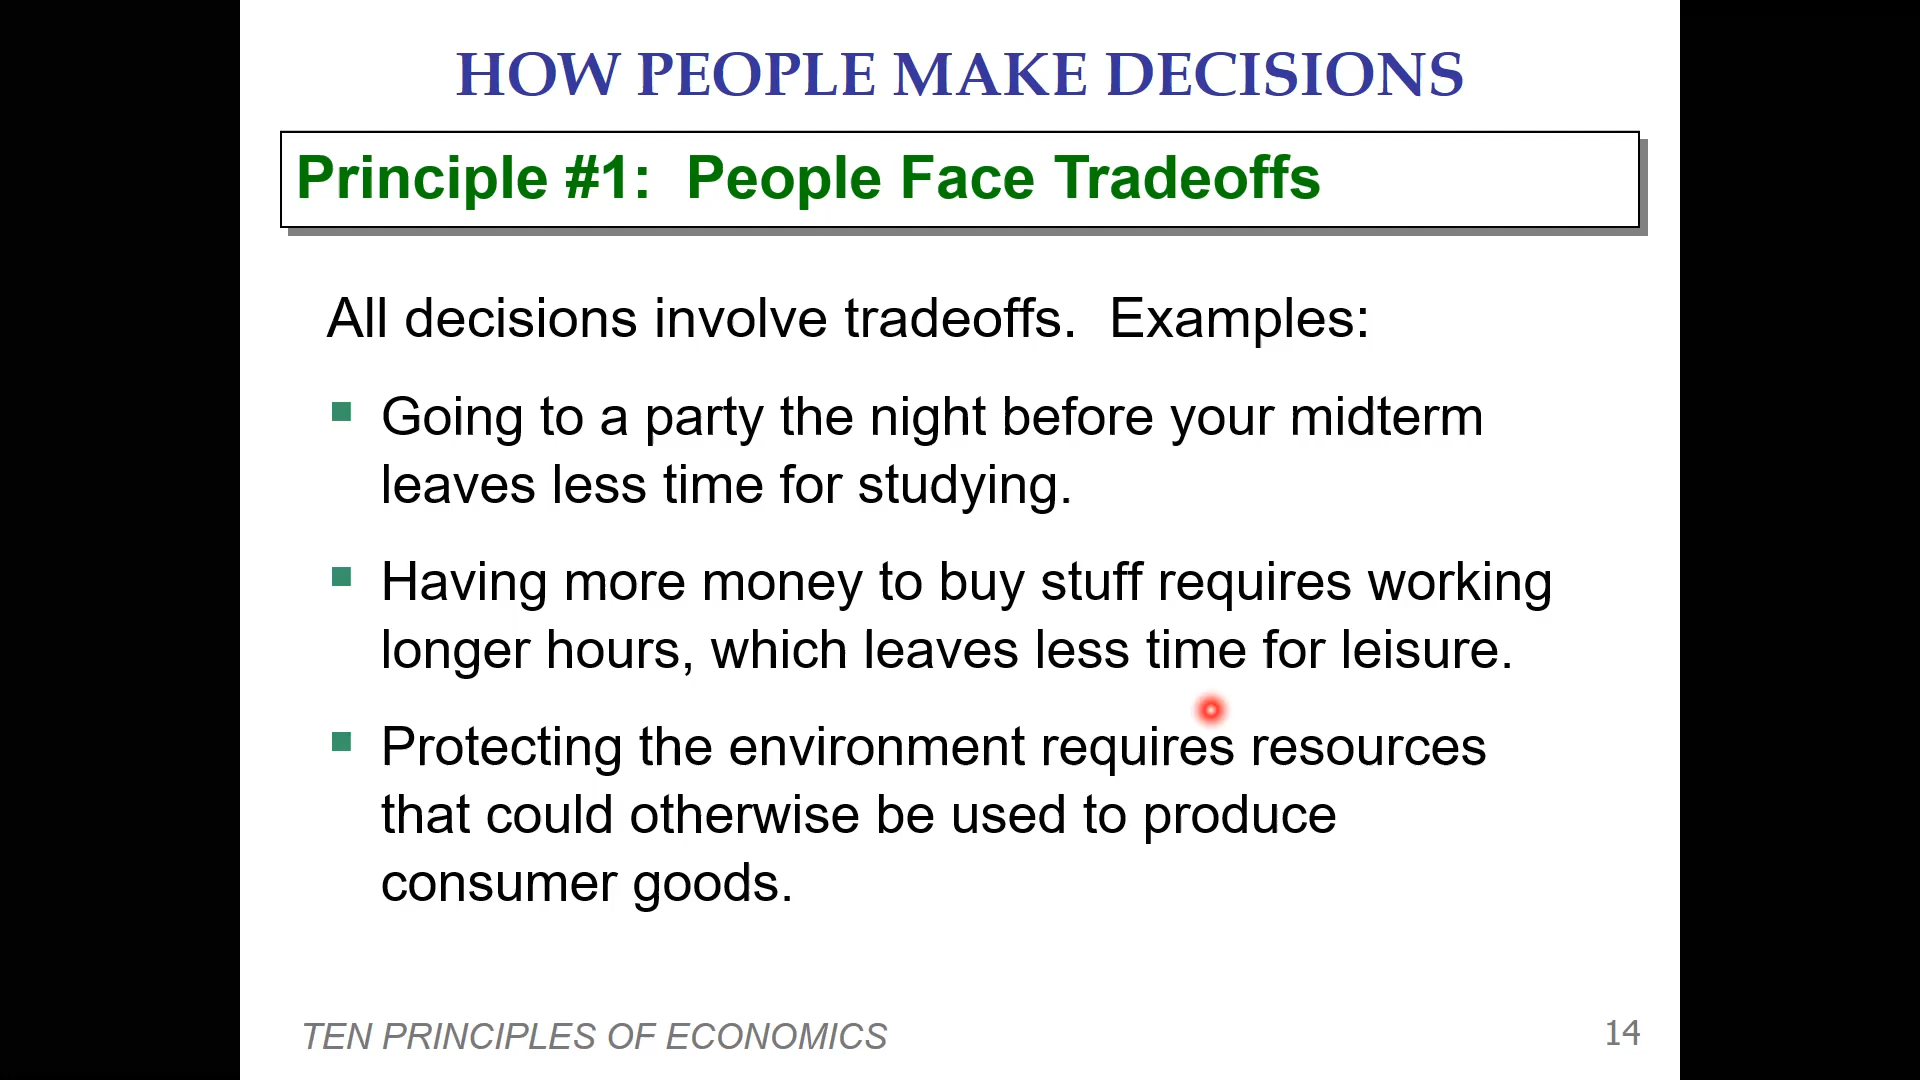 HOW PEOPLE MAKE DECISIONS
Principle #1:  People Face Tradeoffs
All decisions involve tradeoffs.  Examples:
Going to a party the night before your midterm
leaves less time for studying.
Having more money to buy stuff requires working
longer hours, which leaves less time for leisure.
Protecting the environment requires resources
that could otherwise be used to produce
consumer goods.
TEN PRINCIPLES OF ECONOMICS
14